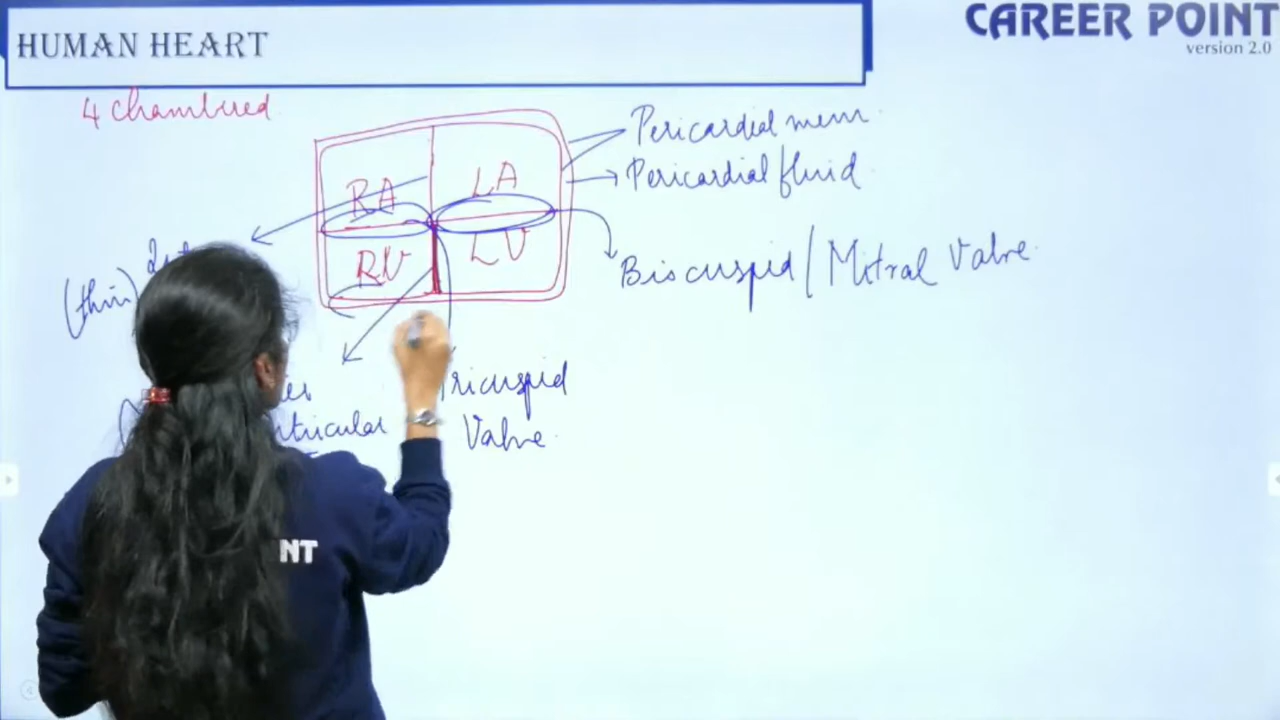 HUMAN HEART
CAREER POINT
version 2.0
4 chambered
Pericardial mem
Pericardial fluid
RA
LA
RV
LV
Biscuspid / Mitral Valve
(thin)
Tricuspid
Valve
NT